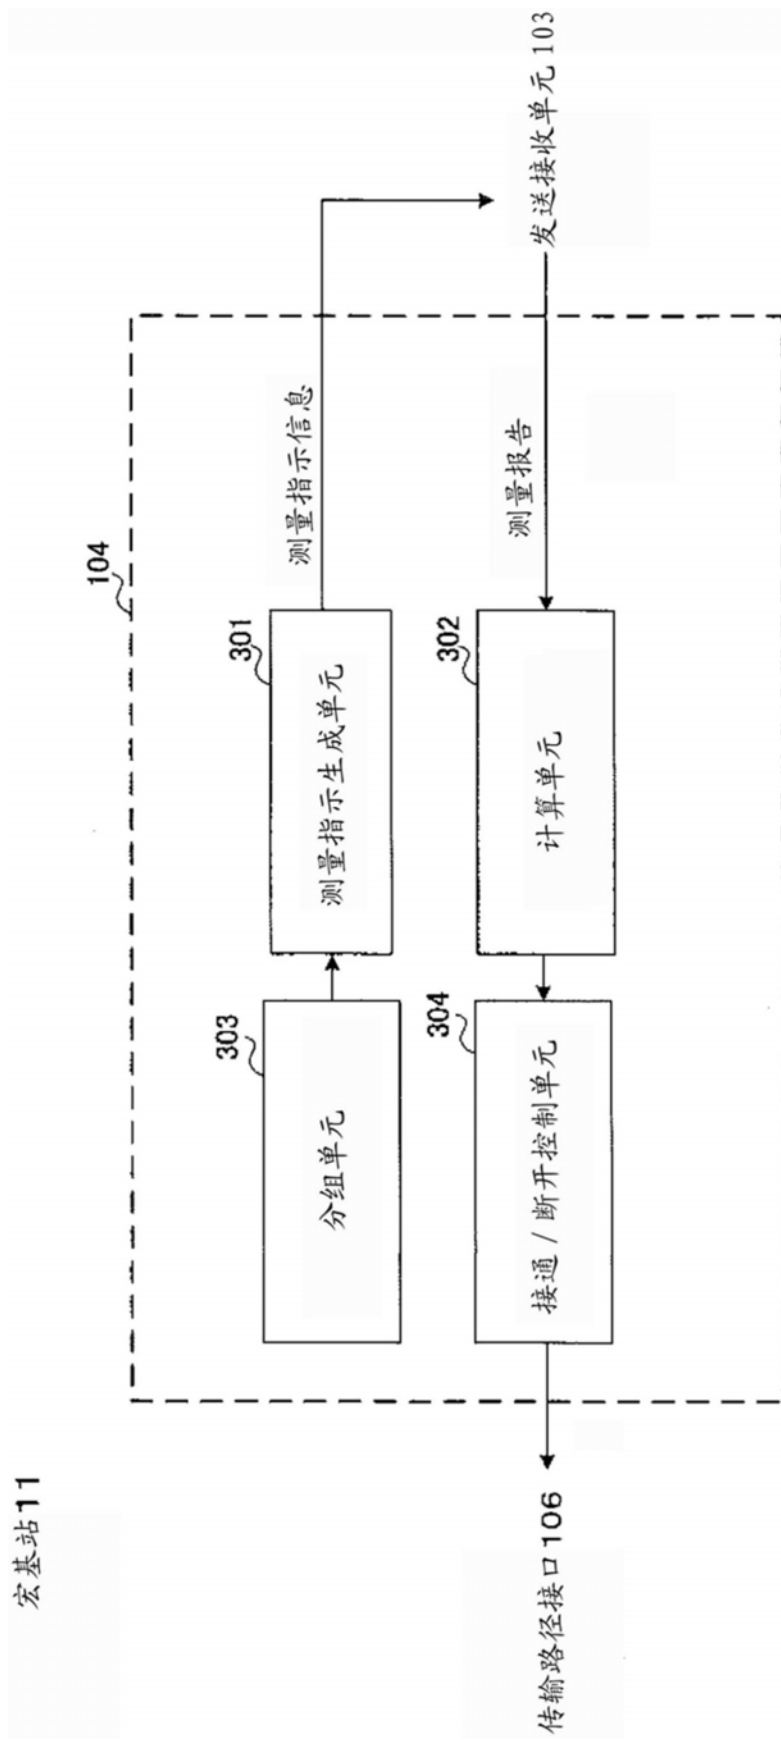 宏基站11
104
303
分组单元
301
测量指示生成单元
测量指示信息
304
接通/断开控制单元
302
计算单元
测量报告
传输路径接口106
发送接收单元103